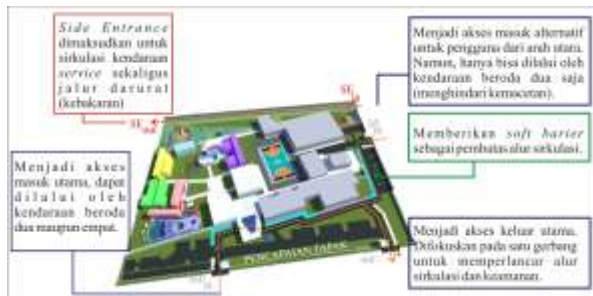 Side Entrance
dimaksudkan untuk
sirkulasi kendaraan
service sekaligus
jalur darurat
(kebakaran)
Menjadi akses masuk alternatif
untuk pengguna dari arah utara.
Namun, hanya bisa dilalui oleh
kendaraan beroda dua saja
(menghindari kemacetan).
SE
SE
Memberikan soft barier
sebagai pembatas alur sirkulasi.
Menjadi akses
masuk utama, dapat
dilalui oleh
kendaraan beroda
dua maupun empat.
Menjadi akses keluar utama.
Difokuskan pada satu gerbang
untuk memperlancar alur
sirkulasi dan keamanan.